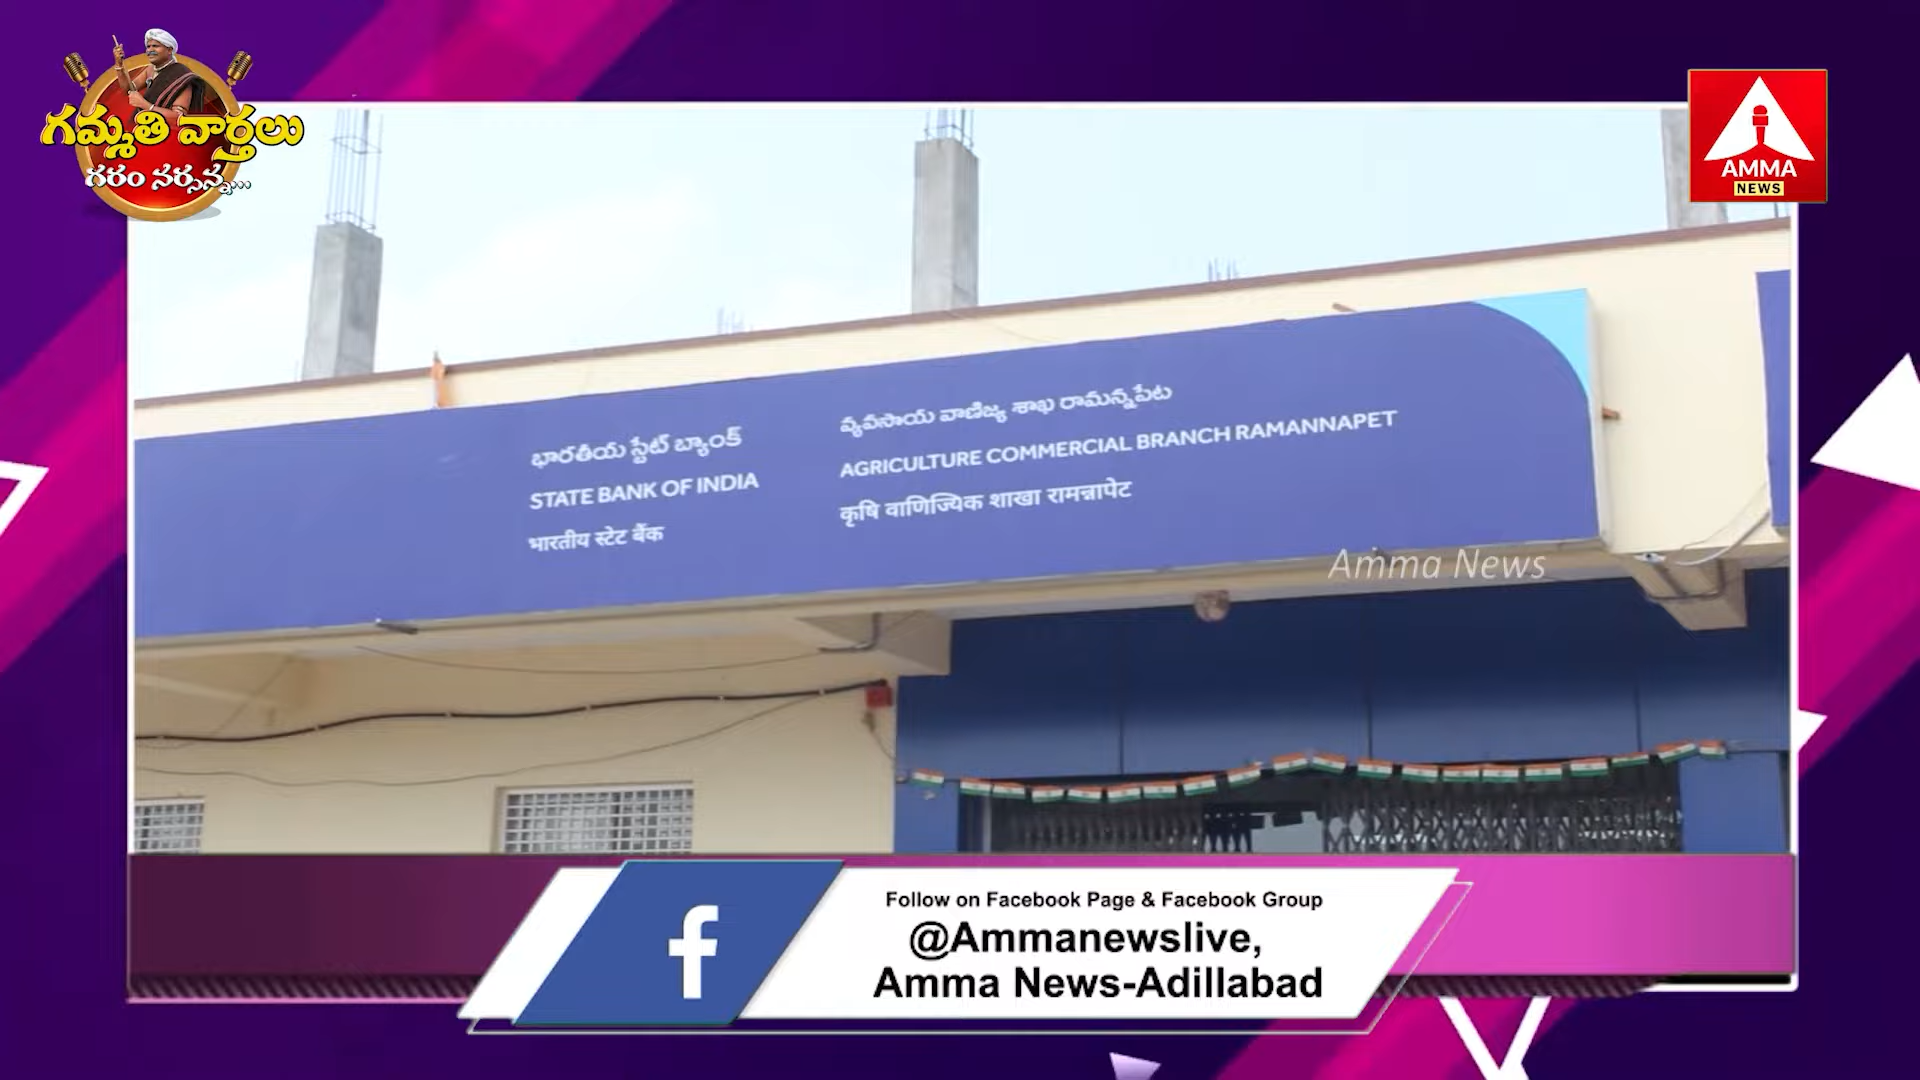 గమ్మతి వార్తలు
గరం నర్సన్న...
AMMA
NEWS
భారతీయ స్టేట్ బ్యాంక్
STATE BANK OF INDIA
भारतीय स्टेट बैंक
వ్యవసాయ వాణిజ్య శాఖ రామన్నపేట
AGRICULTURE COMMERCIAL BRANCH RAMANNAPET
कृषि वाणिज्यिक शाखा रामन्नापेट
Amma News
Follow on Facebook Page & Facebook Group
@Ammanewslive,
Amma News-Adillabad